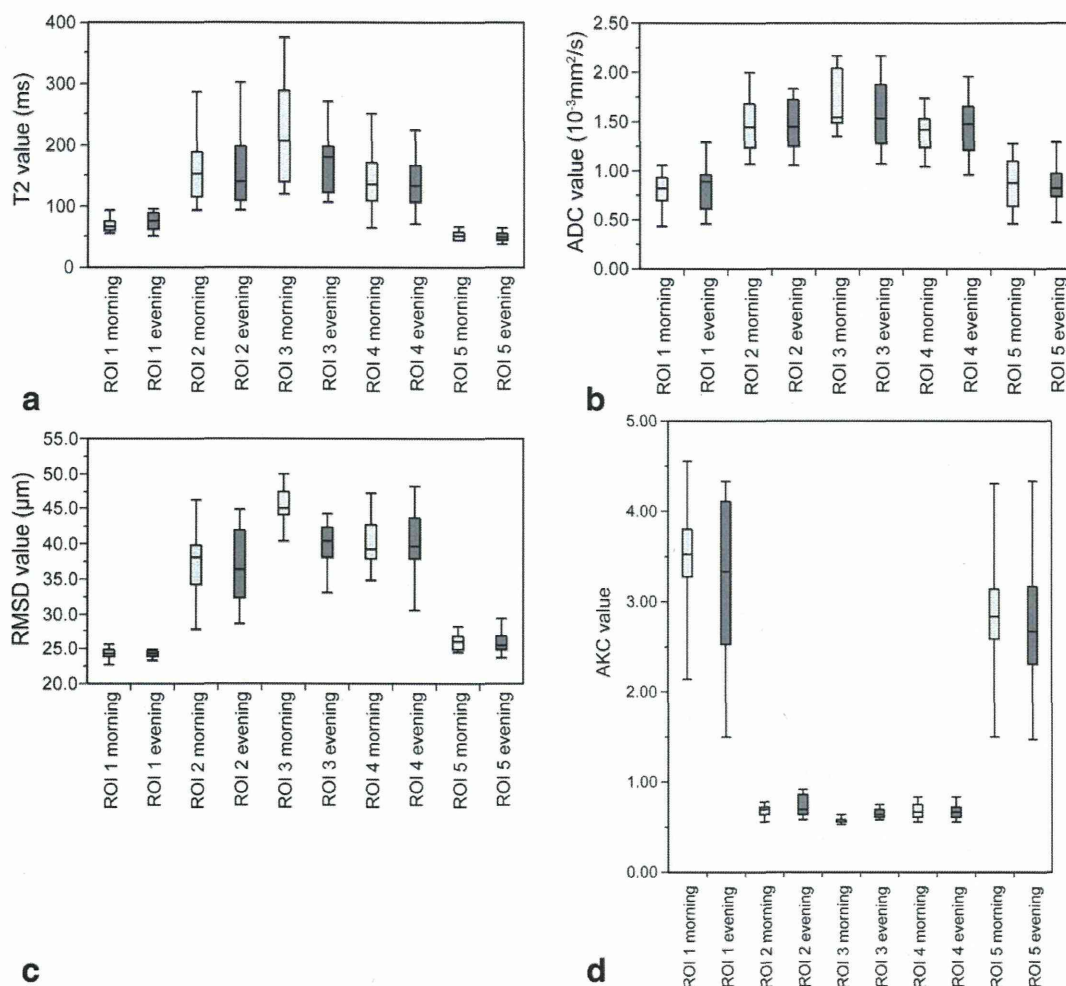 T2 value (ms)
400
300
200
100
0
ROI 1 morning
ROI 1 evening
ROI 2 morning
ROI 2 evening
ROI 3 morning
ROI 3 evening
ROI 4 morning
ROI 4 evening
ROI 5 morning
ROI 5 evening
a
ADC value (10⁻³mm²/s)
2.50
2.00
1.50
1.00
0.50
0.00
ROI 1 morning
ROI 1 evening
ROI 2 morning
ROI 2 evening
ROI 3 morning
ROI 3 evening
ROI 4 morning
ROI 4 evening
ROI 5 morning
ROI 5 evening
b
RMSD value (µm)
55.0
50.0
45.0
40.0
35.0
30.0
25.0
20.0
ROI 1 morning
ROI 1 evening
ROI 2 morning
ROI 2 evening
ROI 3 morning
ROI 3 evening
ROI 4 morning
ROI 4 evening
ROI 5 morning
ROI 5 evening
c
AKC value
5.00
4.00
3.00
2.00
1.00
0.00
ROI 1 morning
ROI 1 evening
ROI 2 morning
ROI 2 evening
ROI 3 morning
ROI 3 evening
ROI 4 morning
ROI 4 evening
ROI 5 morning
ROI 5 evening
d